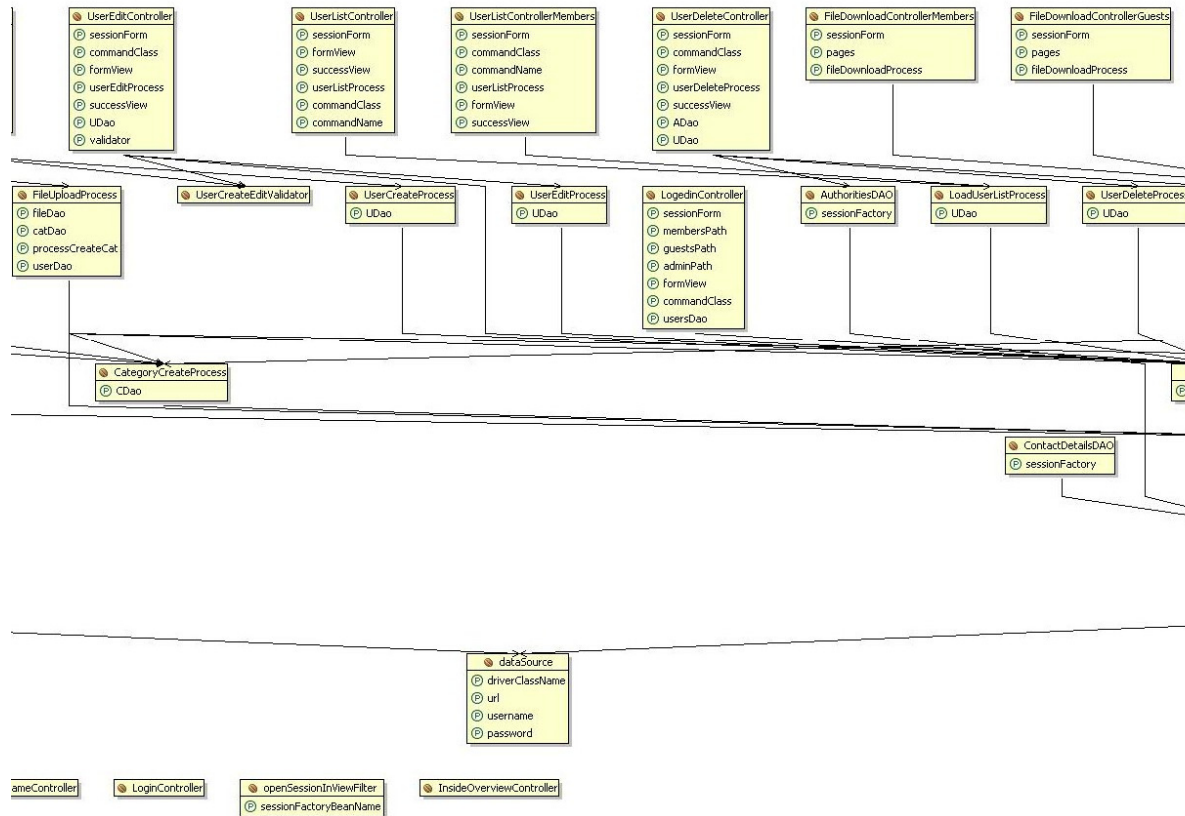 UserEditController
sessionForm
commandClass
formView
userEditProcess
successView
UDao
validator
UserListController
sessionForm
formView
successView
userListProcess
commandClass
commandName
UserListControllerMembers
sessionForm
commandClass
commandName
userListProcess
formView
successView
UserDeleteController
sessionForm
commandClass
formView
userDeleteProcess
successView
ADao
UDao
FileDownloadControllerMembers
sessionForm
pages
fileDownloadProcess
FileDownloadControllerGuests
sessionForm
pages
fileDownloadProcess
FileUploadProcess
fileDao
catDao
processCreateCat
userDao
UserCreateEditValidator
UserCreateProcess
UDao
UserEditProcess
UDao
LogedinController
sessionForm
membersPath
guestsPath
adminPath
formView
commandClass
usersDao
AuthoritiesDAO
sessionFactory
LoadUserListProcess
UDao
UserDeleteProces
UDao
CategoryCreateProcess
CDao
ContactDetailsDAO
sessionFactory
dataSource
driverClassName
url
username
password
ameController
LoginController
openSessionInViewFilter
sessionFactoryBeanName
InsideOverviewController